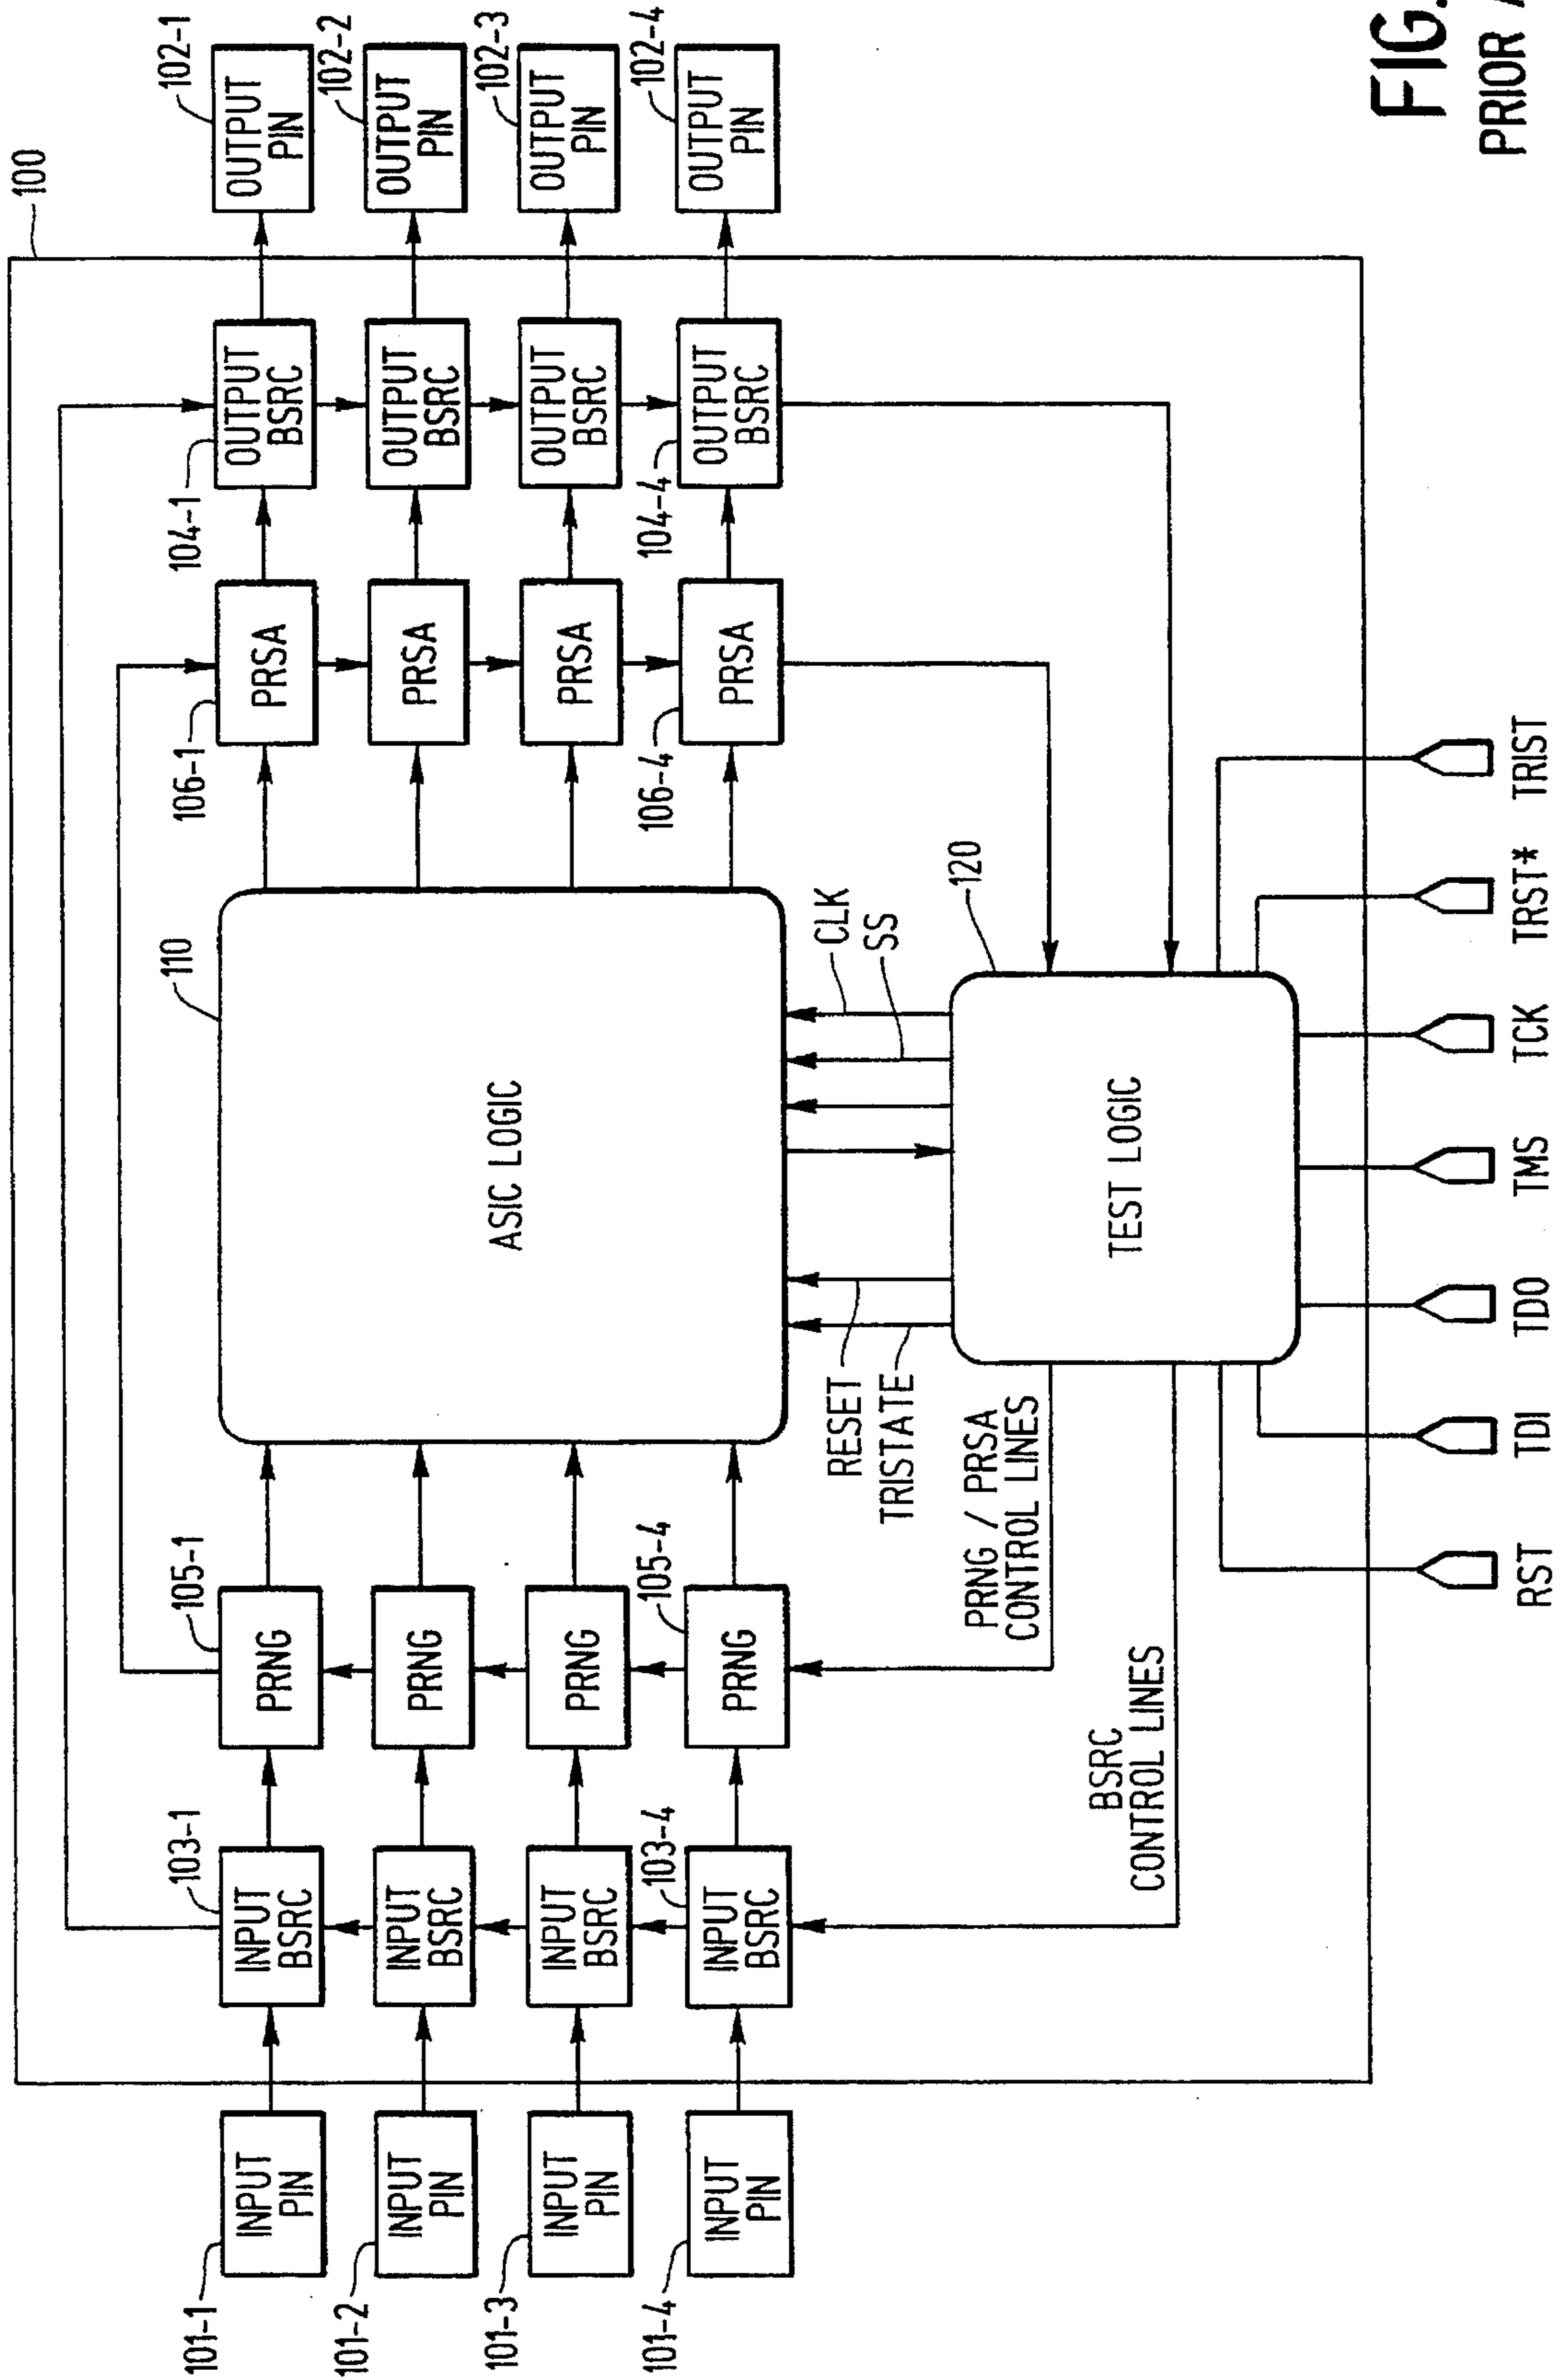 100
101-1
INPUT
PIN
101-2
INPUT
PIN
101-3
INPUT
PIN
101-4
INPUT
PIN
103-1
INPUT
BSRC
INPUT
BSRC
INPUT
BSRC
103-4
INPUT
BSRC
105-1
PRNG
PRNG
PRNG
105-4
PRNG
110
ASIC LOGIC
106-1
PRSA
PRSA
PRSA
106-4
PRSA
104-1
OUTPUT
BSRC
OUTPUT
BSRC
OUTPUT
BSRC
104-4
OUTPUT
BSRC
102-1
OUTPUT
PIN
102-2
OUTPUT
PIN
102-3
OUTPUT
PIN
102-4
OUTPUT
PIN
RESET
TRISTATE
CLK
SS
120
TEST LOGIC
PRNG / PRSA
CONTROL LINES
BSRC
CONTROL LINES
RST
TDI
TDO
TMS
TCK
TRST*
TRIST
FIG.
PRIOR